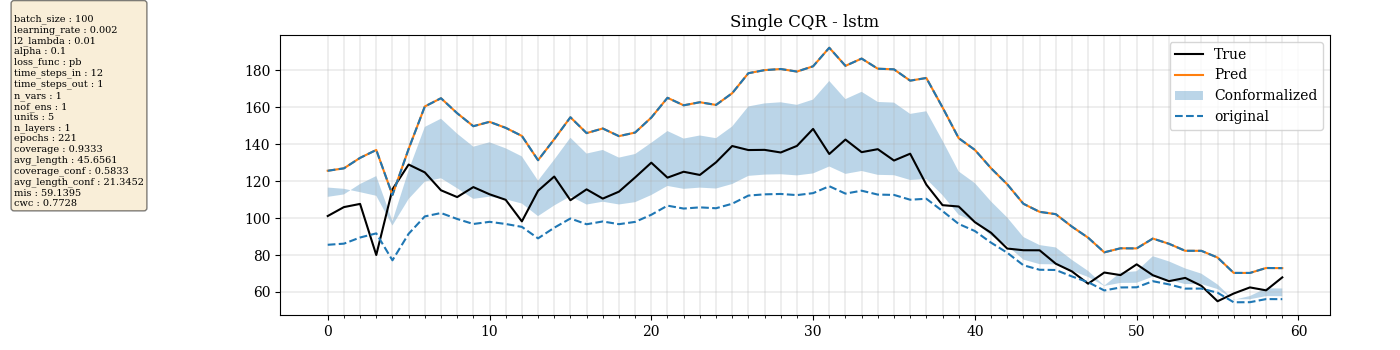 batch_size : 100
learning_rate : 0.002
l2_lambda : 0.01
alpha : 0.1
loss_func : pb
time_steps_in : 12
time_steps_out : 1
n_vars : 1
nof_ens : 1
units : 5
n_layers : 1
epochs : 221
coverage : 0.9333
avg_length : 45.6561
coverage_conf : 0.5833
avg_length_conf : 21.3452
mis : 59.1395
cwc : 0.7728
Single CQR - lstm
True
Pred
Conformalized
original
180
160
140
120
100
80
60
0 10 20 30 40 50 60